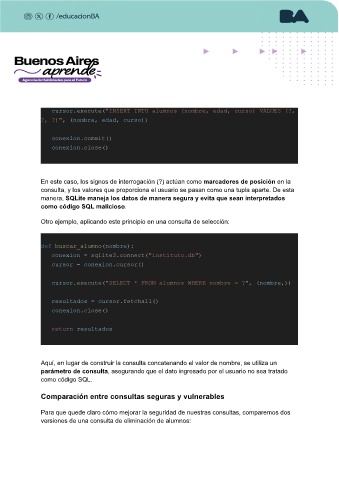 /educacionBA
BA
Buenos Aires
aprende
Agencia de Habilidades para el Futuro
cursor.execute("INSERT INTO alumnos (nombre, edad, curso) VALUES (?,
?, ?)", (nombre, edad, curso))
conexion.commit()
conexion.close()
En este caso, los signos de interrogación (?) actúan como marcadores de posición en la
consulta, y los valores que proporciona el usuario se pasan como una tupla aparte. De esta
manera, SQLite maneja los datos de manera segura y evita que sean interpretados
como código SQL malicioso.
Otro ejemplo, aplicando este principio en una consulta de selección:
def buscar_alumno(nombre):
conexion = sqlite3.connect("instituto.db")
cursor = conexion.cursor()
cursor.execute("SELECT * FROM alumnos WHERE nombre = ?", (nombre,))
resultados = cursor.fetchall()
conexion.close()
return resultados
Aquí, en lugar de construir la consulta concatenando el valor de nombre, se utiliza un
parámetro de consulta, asegurando que el dato ingresado por el usuario no sea tratado
como código SQL.
Comparación entre consultas seguras y vulnerables
Para que quede claro cómo mejorar la seguridad de nuestras consultas, comparemos dos
versiones de una consulta de eliminación de alumnos: